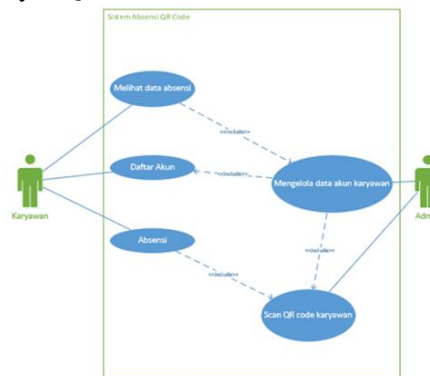 Sistem Absensi QR Code
Melihat data absensi
<<include>>
Daftar Akun
<<include>>
Mengelola data akun karyawan
Karyawan
Absensi
<<include>>
<<include>>
Scan QR code karyawan